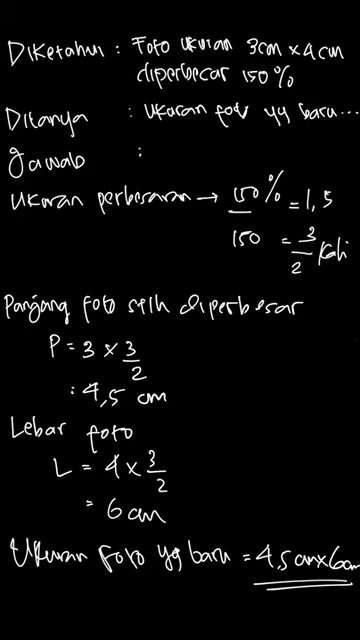 Diketahui : Foto ukuran 3cm x 4cm
diperbesar 150%
Ditanya : Ukuran foto yg baru...
Jawab :
Ukuran perbesaran → 150% = 1,5
150 = 3/2 kali
Panjang foto stlh diperbesar
P = 3 x 3/2
= 4,5 cm
Lebar foto
L = 4 x 3/2
= 6 cm
Ukuran foto yg baru = 4,5 cm x 6 cm